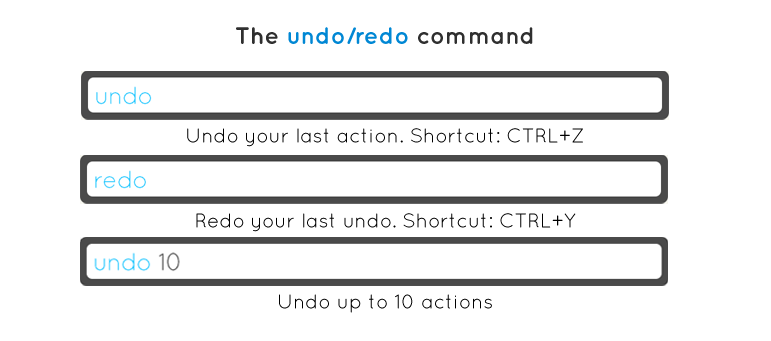 The undo/redo command
undo
Undo your last action. Shortcut: CTRL+Z
redo
Redo your last undo. Shortcut: CTRL+Y
undo 10
Undo up to 10 actions